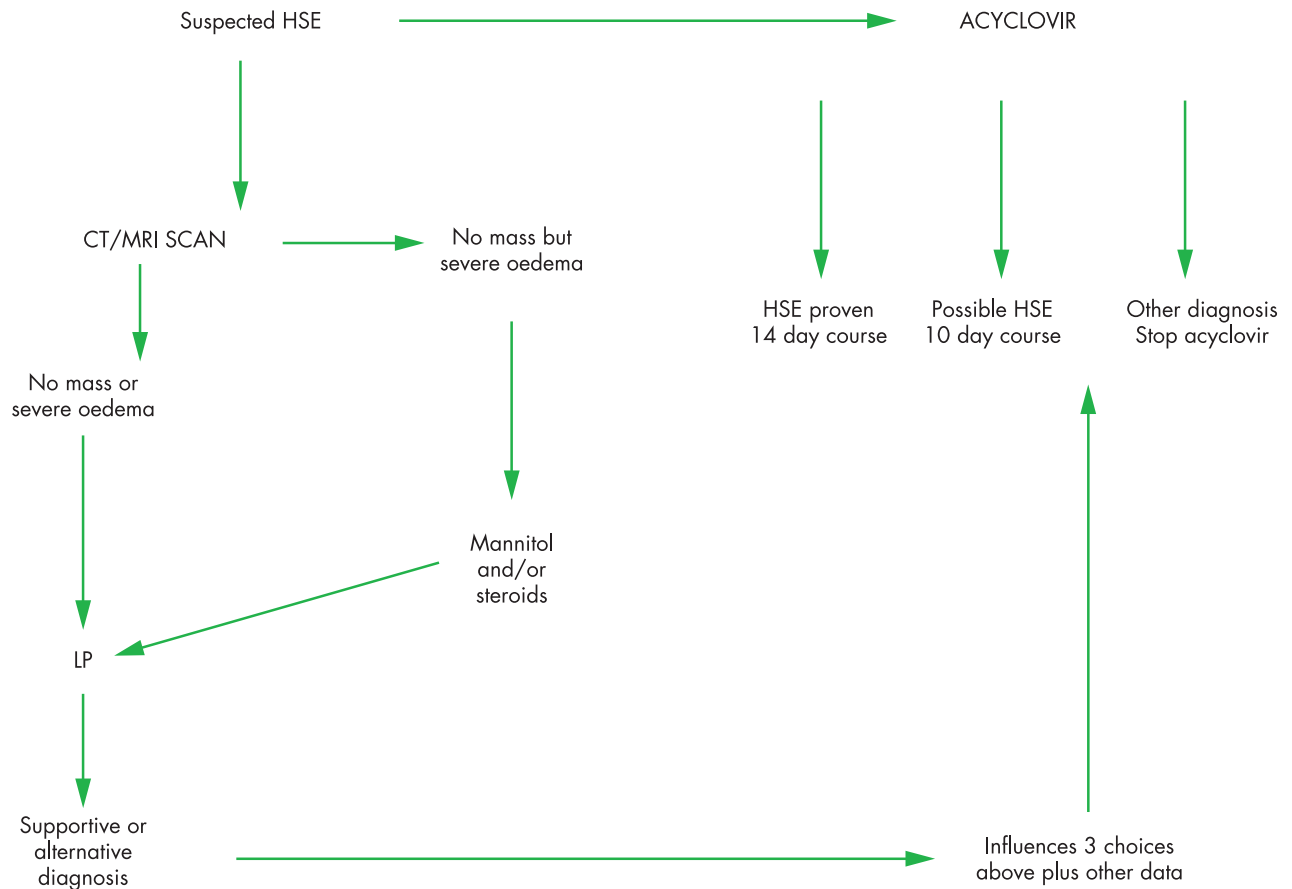 Suspected HSE
ACYCLOVIR
CT/MRI SCAN
No mass but
severe oedema
HSE proven
14 day course
Possible HSE
10 day course
Other diagnosis
Stop acyclovir
No mass or
severe oedema
Mannitol
and/or
steroids
LP
Supportive or
alternative
diagnosis
Influences 3 choices
above plus other data